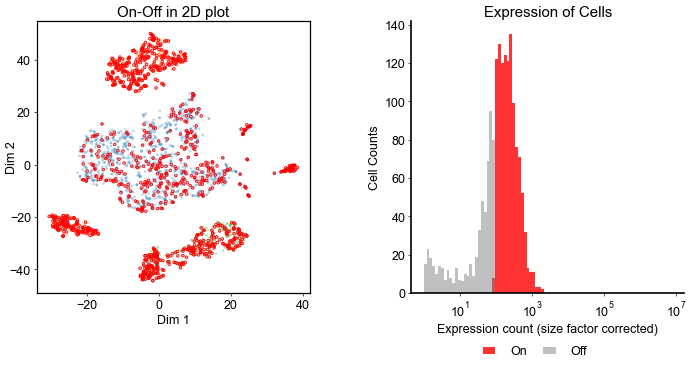 On-Off in 2D plot
Dim 2
40
20
0
−20
−40
−20 0 20 40
Dim 1
Expression of Cells
Cell Counts
140
120
100
80
60
40
20
0
10^1 10^3 10^5 10^7
Expression count (size factor corrected)
On Off